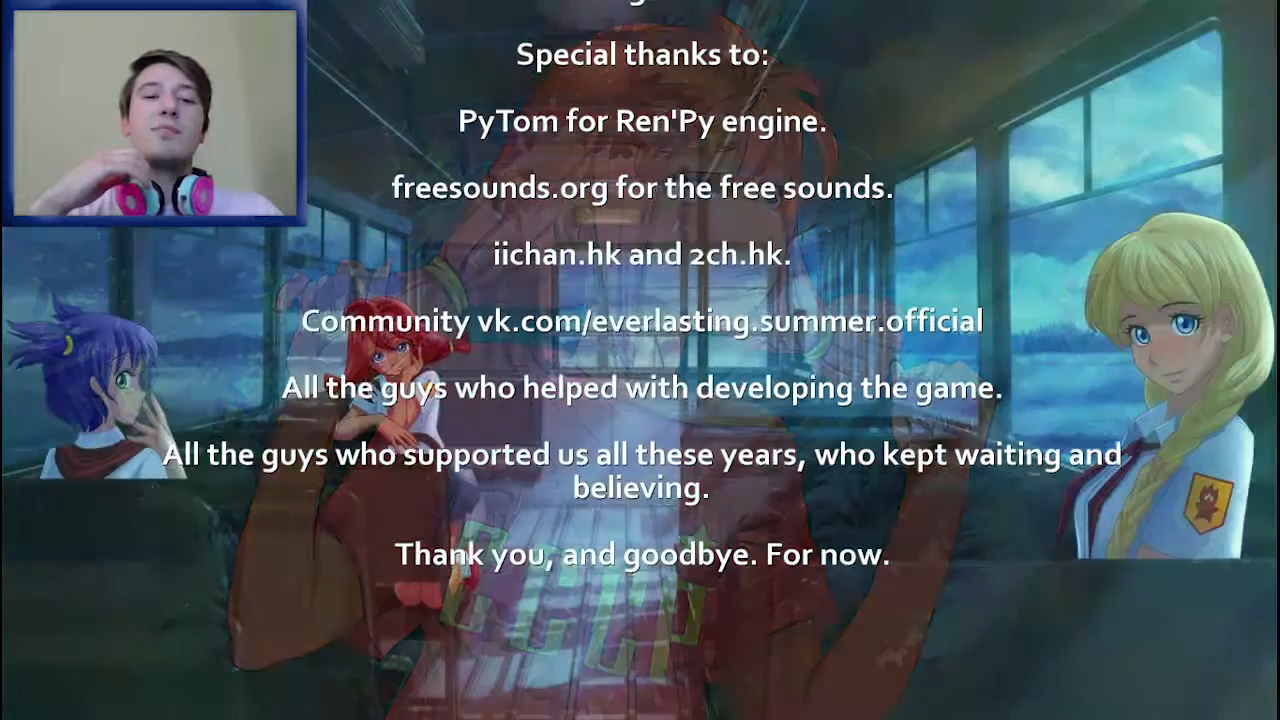 Special thanks to:
PyTom for Ren'Py engine.
freesounds.org for the free sounds.
iichan.hk and 2ch.hk.
Community vk.com/everlasting.summer.official
All the guys who helped with developing the game.
All the guys who supported us all these years, who kept waiting and
believing.
Thank you, and goodbye. For now.
СССР